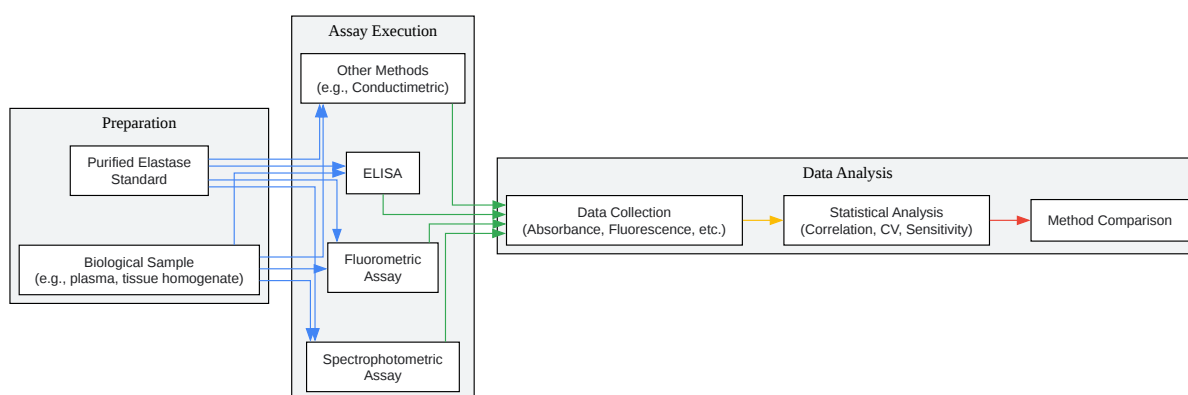 Preparation
Purified Elastase
Standard
Biological Sample
(e.g., plasma, tissue homogenate)
Assay Execution
Other Methods
(e.g., Conductimetric)
ELISA
Fluorometric
Assay
Spectrophotometric
Assay
Data Analysis
Data Collection
(Absorbance, Fluorescence, etc.)
Statistical Analysis
(Correlation, CV, Sensitivity)
Method Comparison